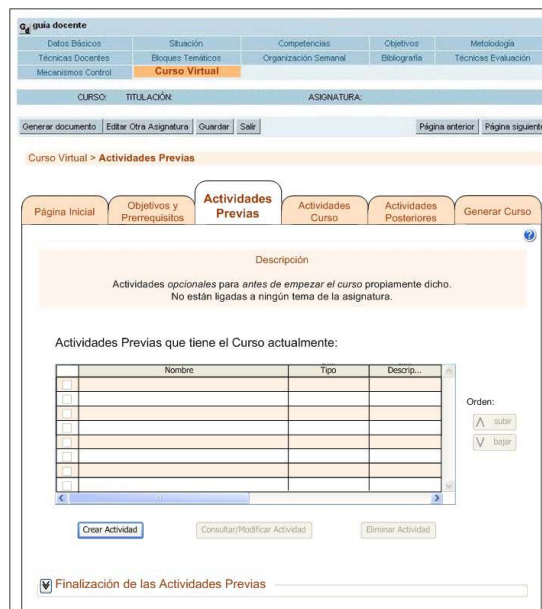 Gd guía docente
Datos Básicos Situación Competencias Objetivos Metolodogía
Técnicas Docentes Bloques Temáticos Organización Semanal Bibliografía Técnicas Evaluación
Mecanismos Control Curso Virtual
CURSO: TITULACIÓN: ASIGNATURA:
Generar documento Editar Otra Asignatura Guardar Salir Página anterior Página siguiente
Curso Virtual > Actividades Previas
Página Inicial Objetivos y Prerrequisitos Actividades Previas Actividades Curso Actividades Posteriores Generar Curso
?
Descripción
Actividades opcionales para antes de empezar el curso propiamente dicho.
No están ligadas a ningún tema de la asignatura.
Actividades Previas que tiene el Curso actualmente:
Nombre Tipo Descrip...
Orden:
subir
bajar
Crear Actividad Consultar/Modificar Actividad Eliminar Actividad
Finalización de las Actividades Previas